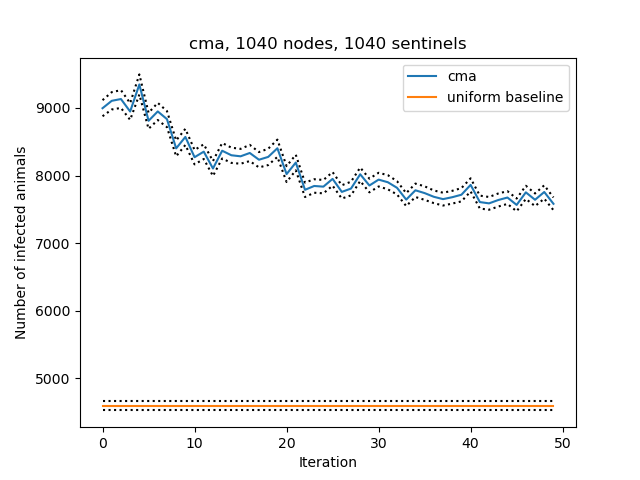 cma, 1040 nodes, 1040 sentinels
cma
uniform baseline
Number of infected animals
9000
8000
7000
6000
5000
0 10 20 30 40 50
Iteration